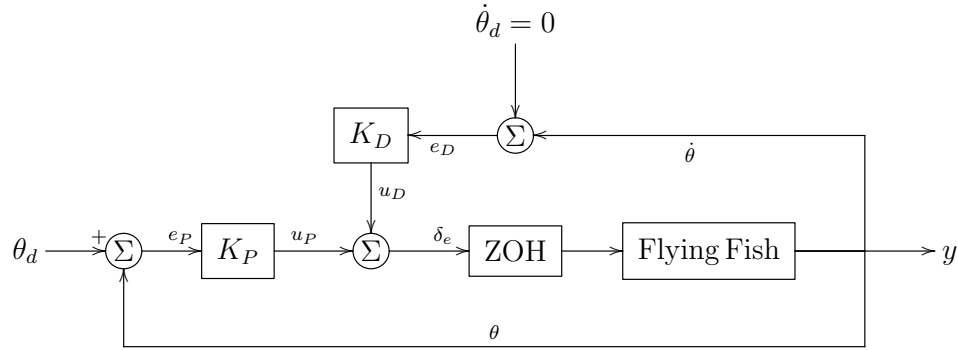 θ̇_d = 0
K_D
Σ
e_D
θ̇
u_D
θ_d
+
Σ
e_P
K_P
u_P
Σ
δ_e
ZOH
Flying Fish
y
θ